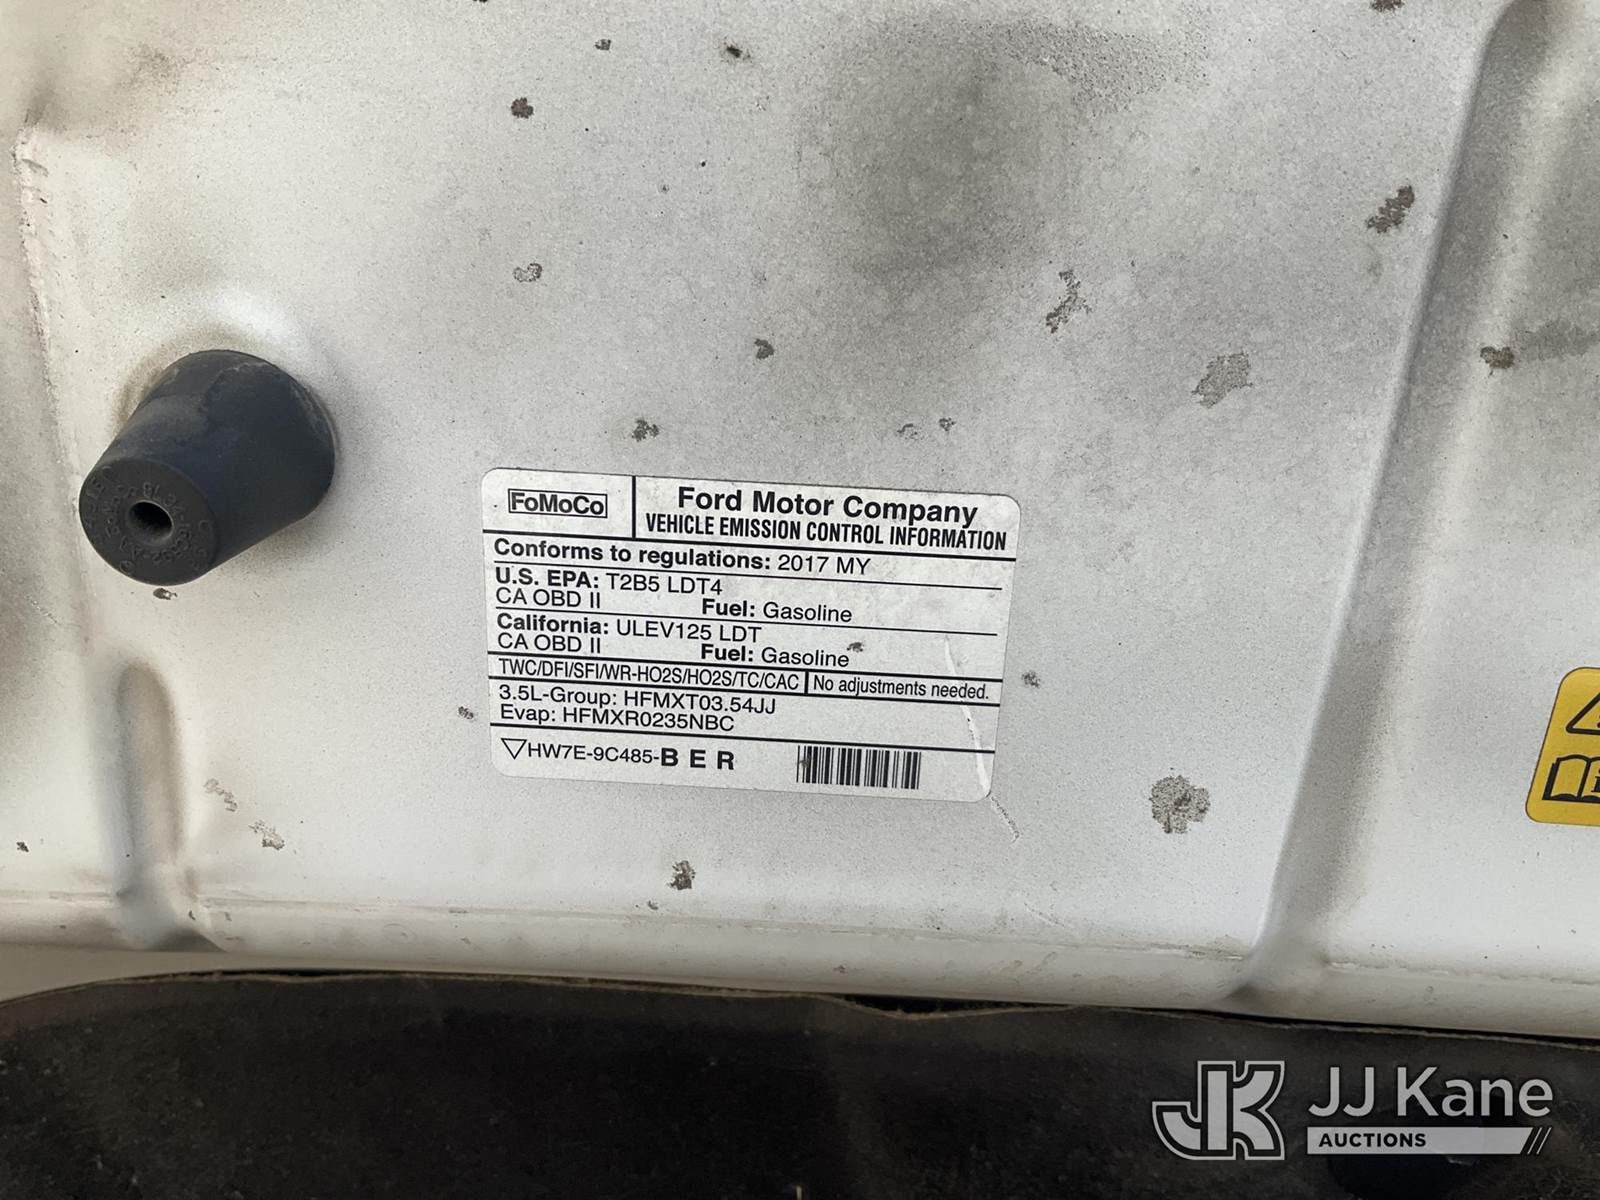 FoMoCo
Ford Motor Company
VEHICLE EMISSION CONTROL INFORMATION
Conforms to regulations: 2017 MY
U.S. EPA: T2B5 LDT4
CA OBD II Fuel: Gasoline
California: ULEV125 LDT
CA OBD II Fuel: Gasoline
TWC/DFI/SFI/WR-HO2S/HO2S/TC/CAC No adjustments needed.
3.5L-Group: HFMXT03.54JJ
Evap: HFMXR0235NBC
HW7E-9C485-B E R
JK JJ Kane
AUCTIONS